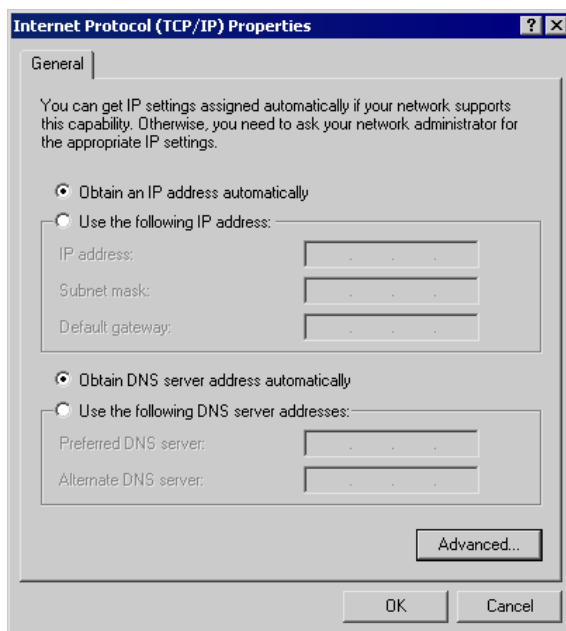 Internet Protocol (TCP/IP) Properties
General
You can get IP settings assigned automatically if your network supports
this capability. Otherwise, you need to ask your network administrator for
the appropriate IP settings.
Obtain an IP address automatically
Use the following IP address:
IP address:
Subnet mask:
Default gateway:
Obtain DNS server address automatically
Use the following DNS server addresses:
Preferred DNS server:
Alternate DNS server:
Advanced...
OK Cancel